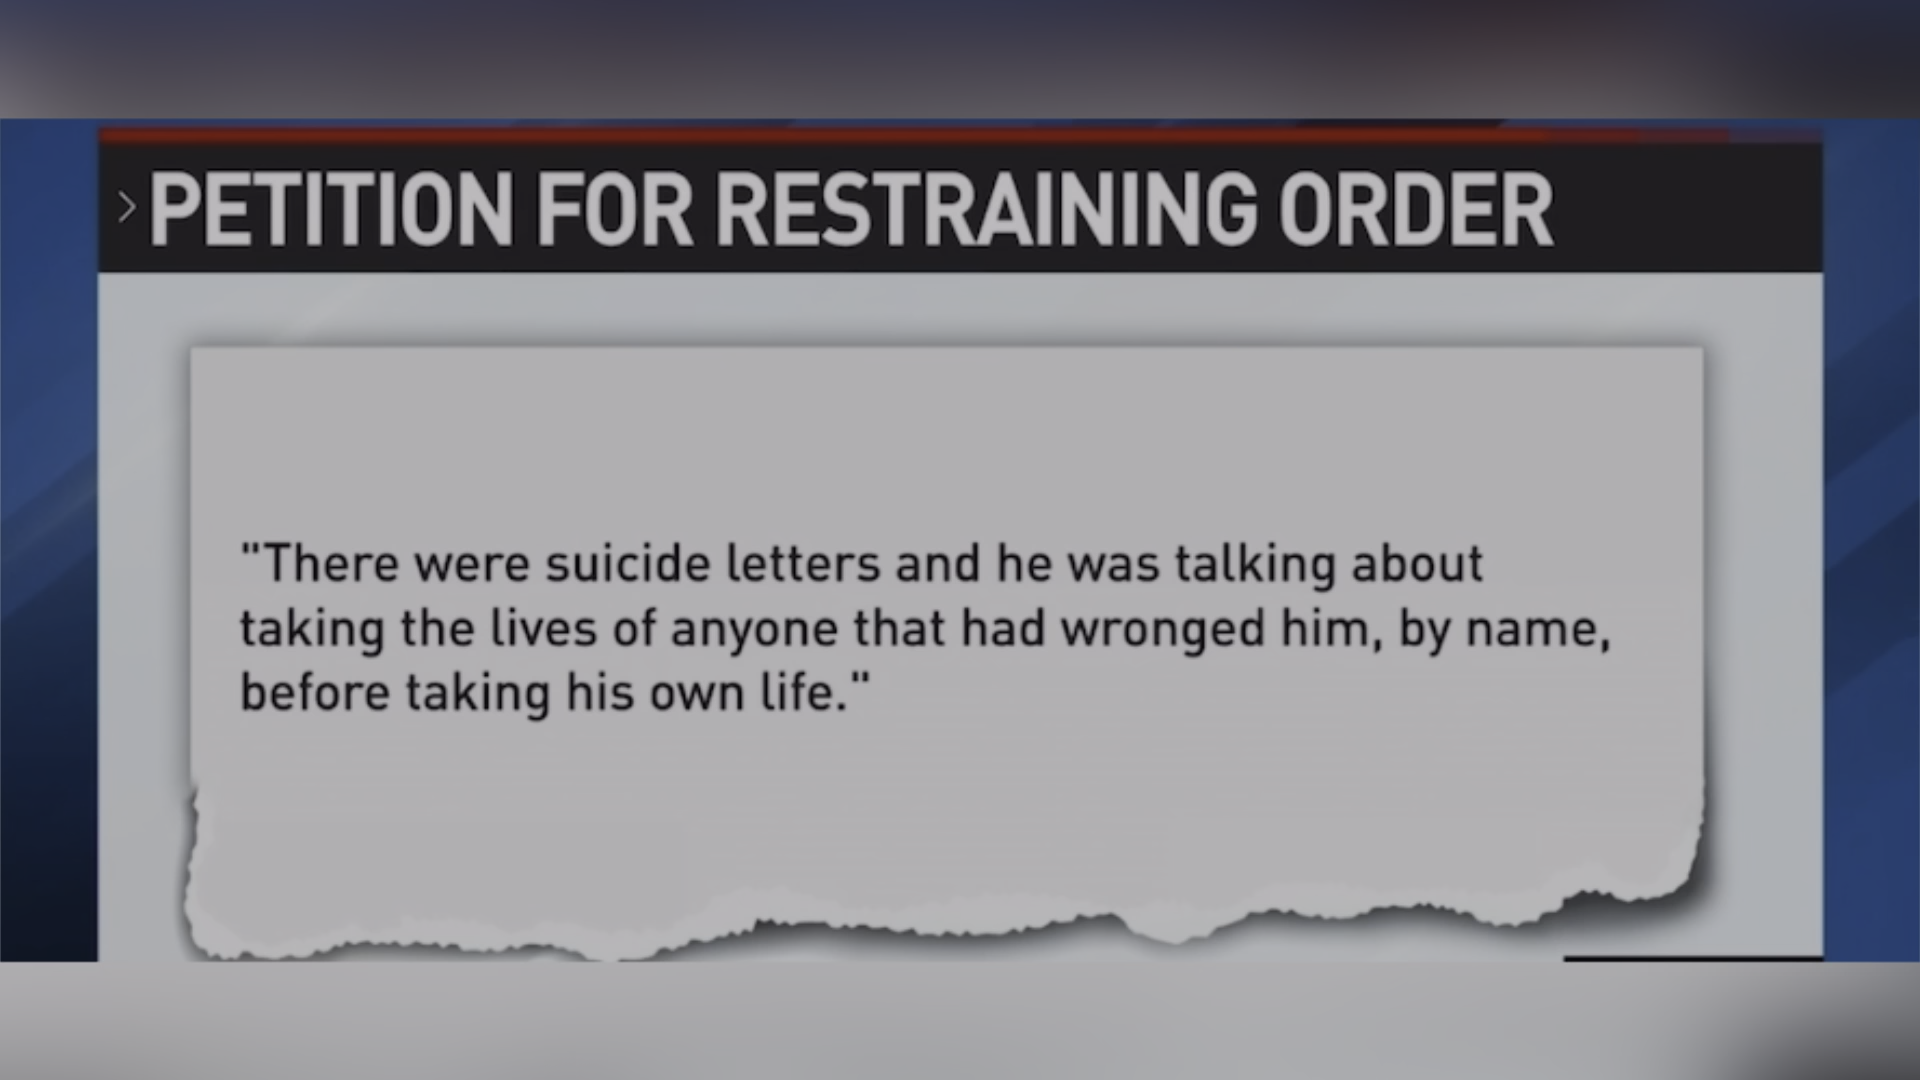 > PETITION FOR RESTRAINING ORDER
"There were suicide letters and he was talking about
taking the lives of anyone that had wronged him, by name,
before taking his own life."